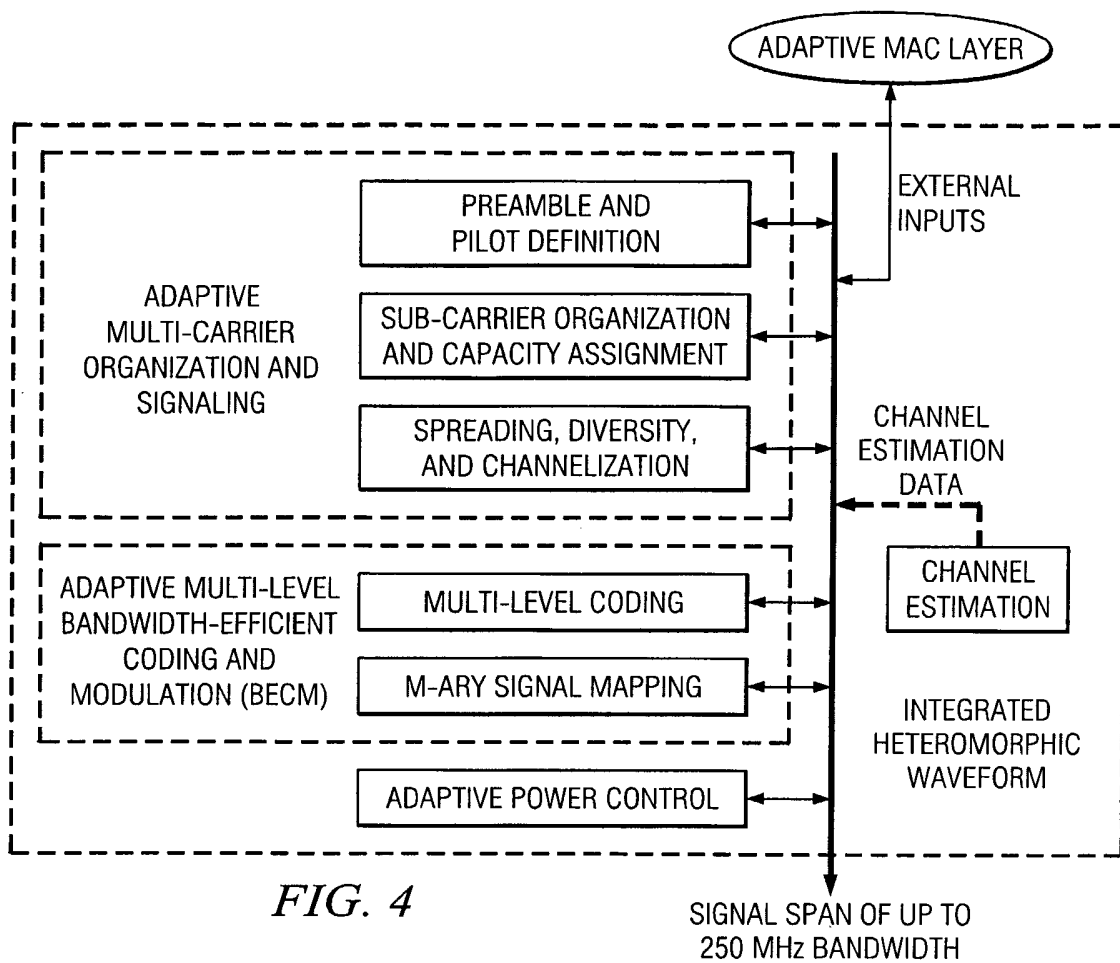 ADAPTIVE MAC LAYER
EXTERNAL
INPUTS
PREAMBLE AND
PILOT DEFINITION
ADAPTIVE
MULTI-CARRIER
ORGANIZATION AND
SIGNALING
SUB-CARRIER ORGANIZATION
AND CAPACITY ASSIGNMENT
SPREADING, DIVERSITY,
AND CHANNELIZATION
CHANNEL
ESTIMATION
DATA
CHANNEL
ESTIMATION
ADAPTIVE MULTI-LEVEL
BANDWIDTH-EFFICIENT
CODING AND
MODULATION (BECM)
MULTI-LEVEL CODING
M-ARY SIGNAL MAPPING
INTEGRATED
HETEROMORPHIC
WAVEFORM
ADAPTIVE POWER CONTROL
FIG. 4
SIGNAL SPAN OF UP TO
250 MHz BANDWIDTH